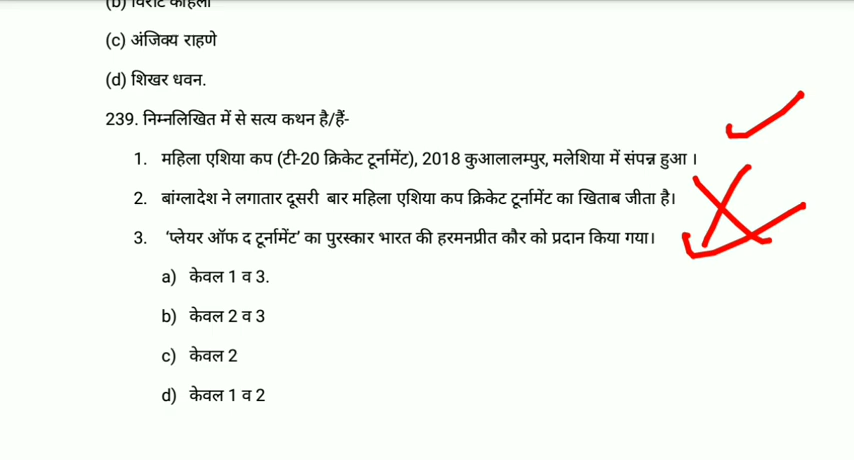 (b) विराट कोहली
(c) अंजिक्य राहणे
(d) शिखर धवन.
239. निम्नलिखित में से सत्य कथन है/हैं-
1. महिला एशिया कप (टी-20 क्रिकेट टूर्नामेंट), 2018 कुआलालम्पुर, मलेशिया में संपन्न हुआ ।
2. बांग्लादेश ने लगातार दूसरी बार महिला एशिया कप क्रिकेट टूर्नामेंट का खिताब जीता है।
3. 'प्लेयर ऑफ द टूर्नामेंट' का पुरस्कार भारत की हरमनप्रीत कौर को प्रदान किया गया।
a) केवल 1 व 3.
b) केवल 2 व 3
c) केवल 2
d) केवल 1 व 2